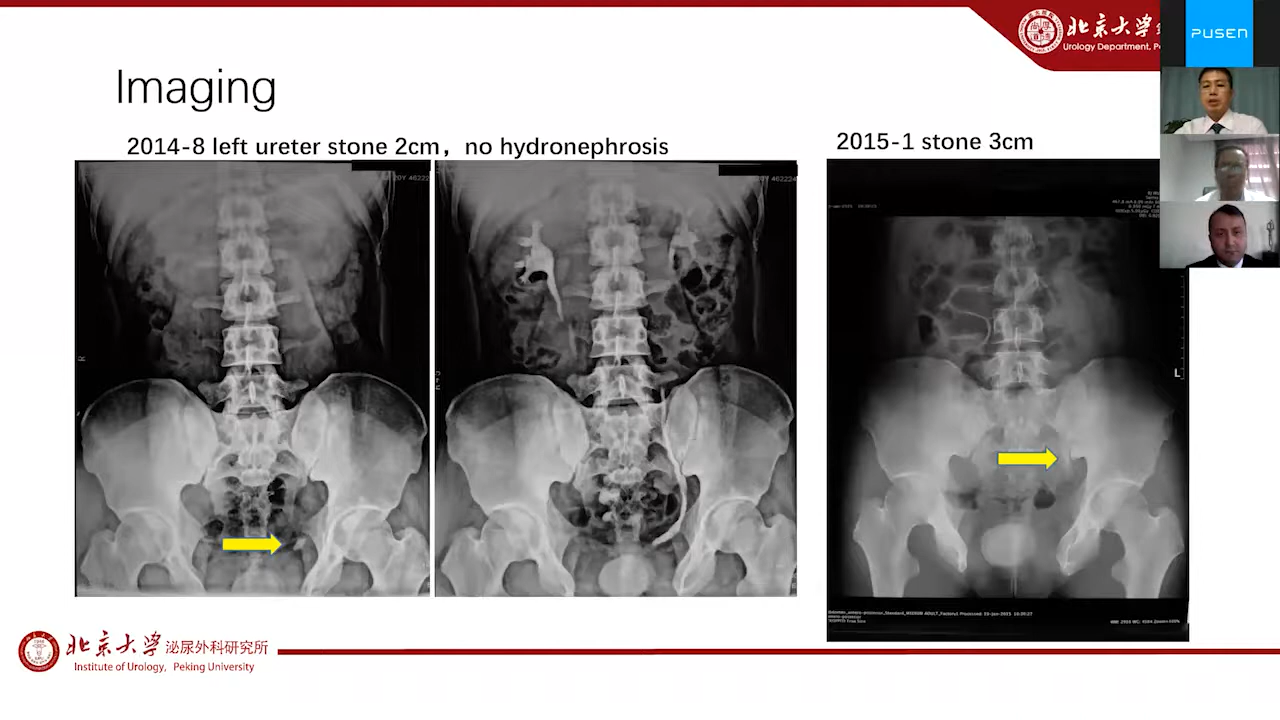 北京大学
Urology Department,
PUSEN
Imaging
2014-8 left ureter stone 2cm，no hydronephrosis
2015-1 stone 3cm
R
L
北京大学泌尿外科研究所
Institute of Urology, Peking University